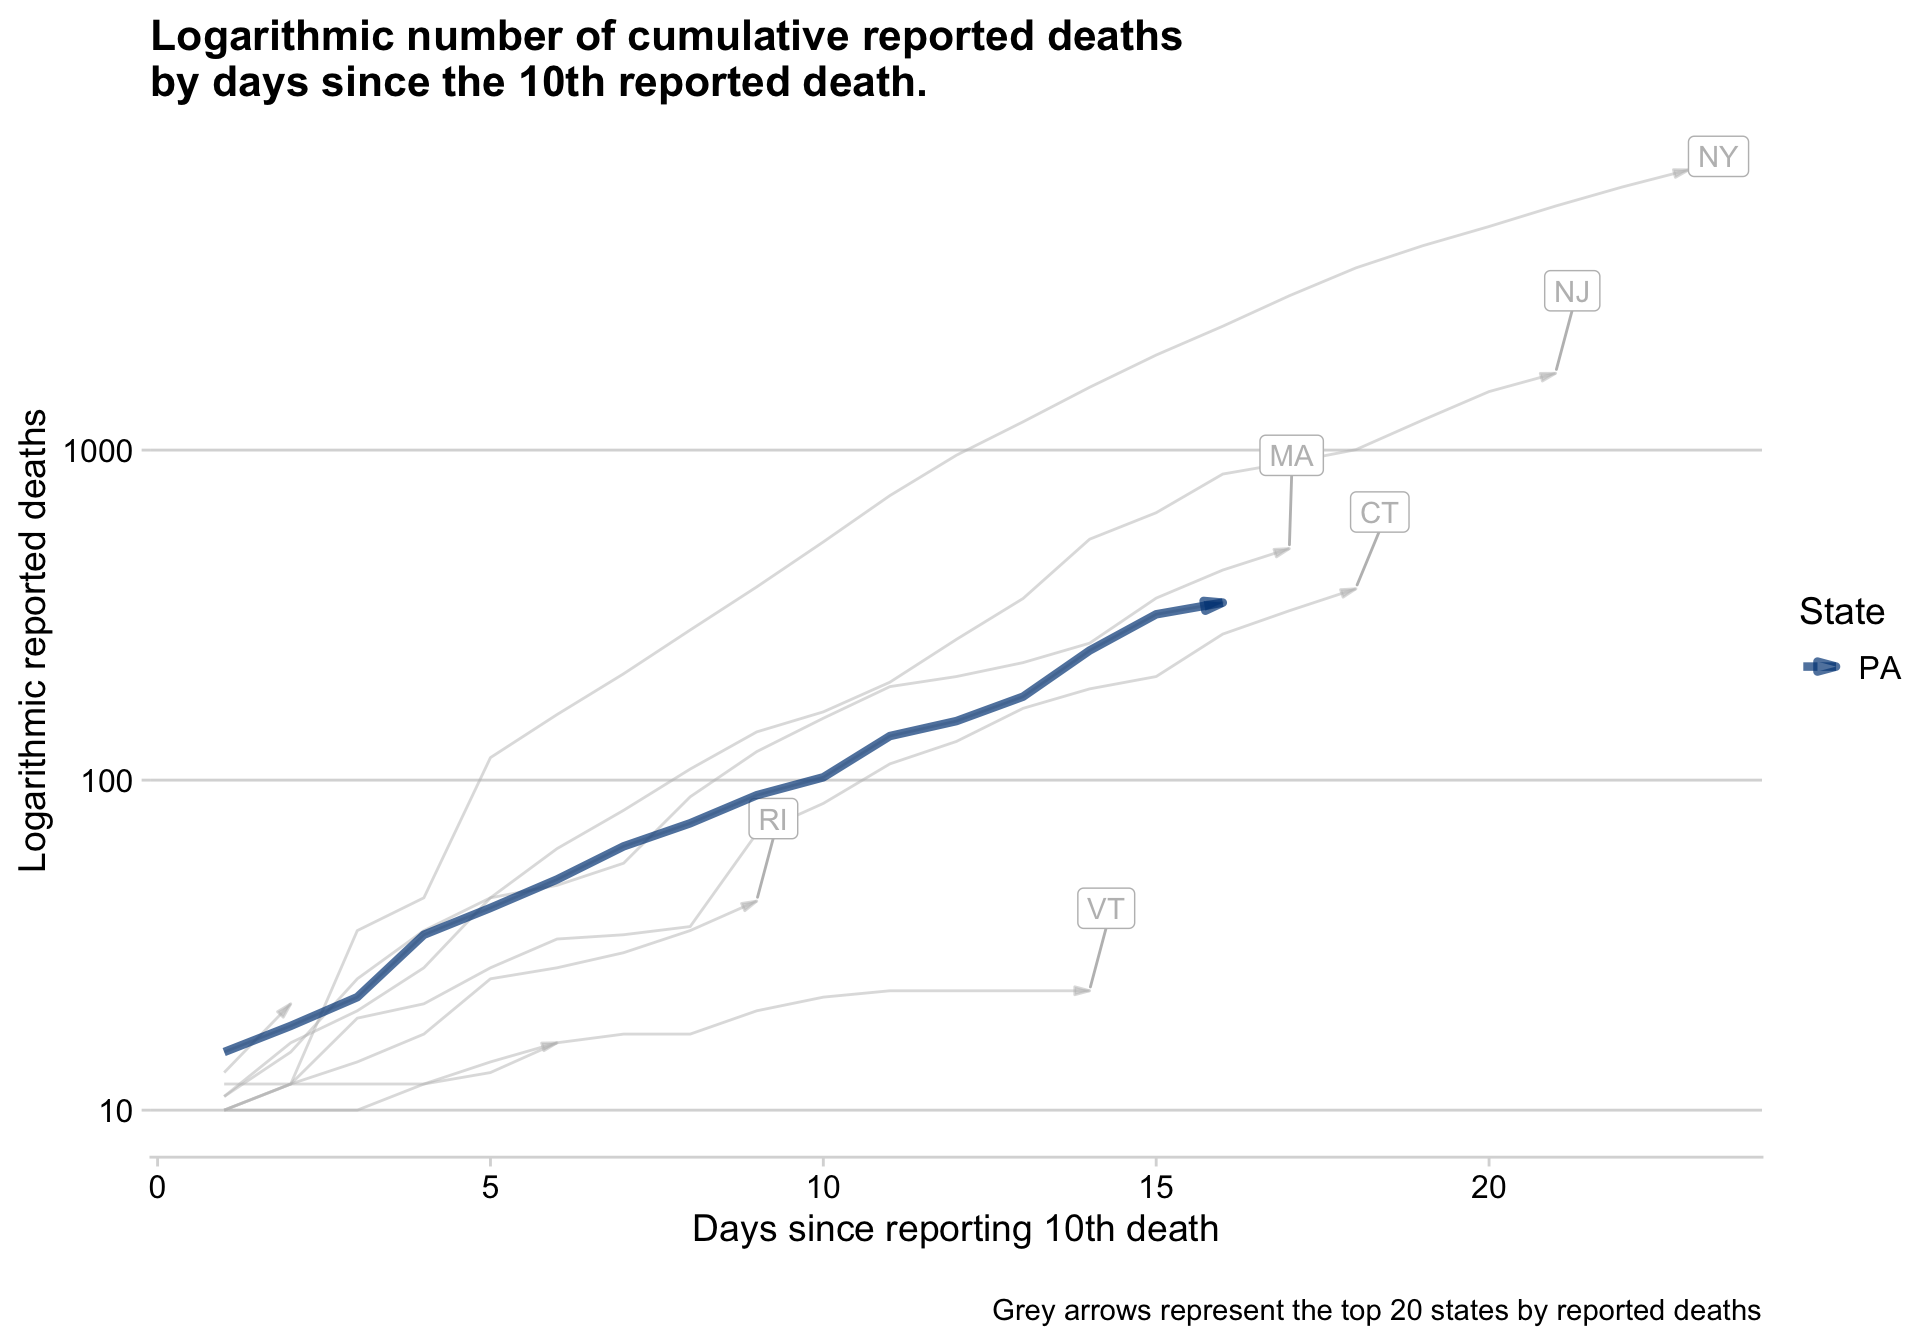 Logarithmic number of cumulative reported deaths
by days since the 10th reported death.
NY
NJ
1000
MA
CT
Logarithmic reported deaths
State
PA
100
RI
VT
10
0 5 10 15 20
Days since reporting 10th death
Grey arrows represent the top 20 states by reported deaths